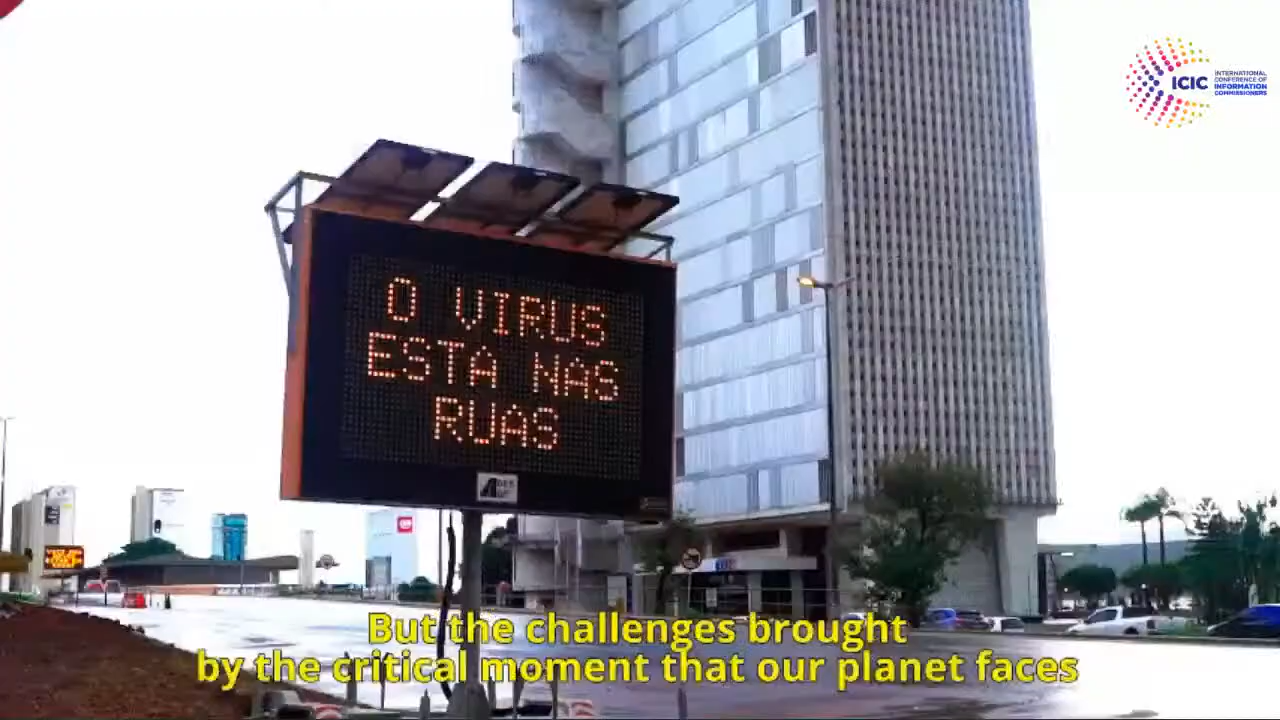 ICIC
INTERNATIONAL
CONFERENCE OF
INFORMATION
COMMISSIONERS
O VIRUS
ESTÁ NAS
RUAS
But the challenges brought
by the critical moment that our planet faces